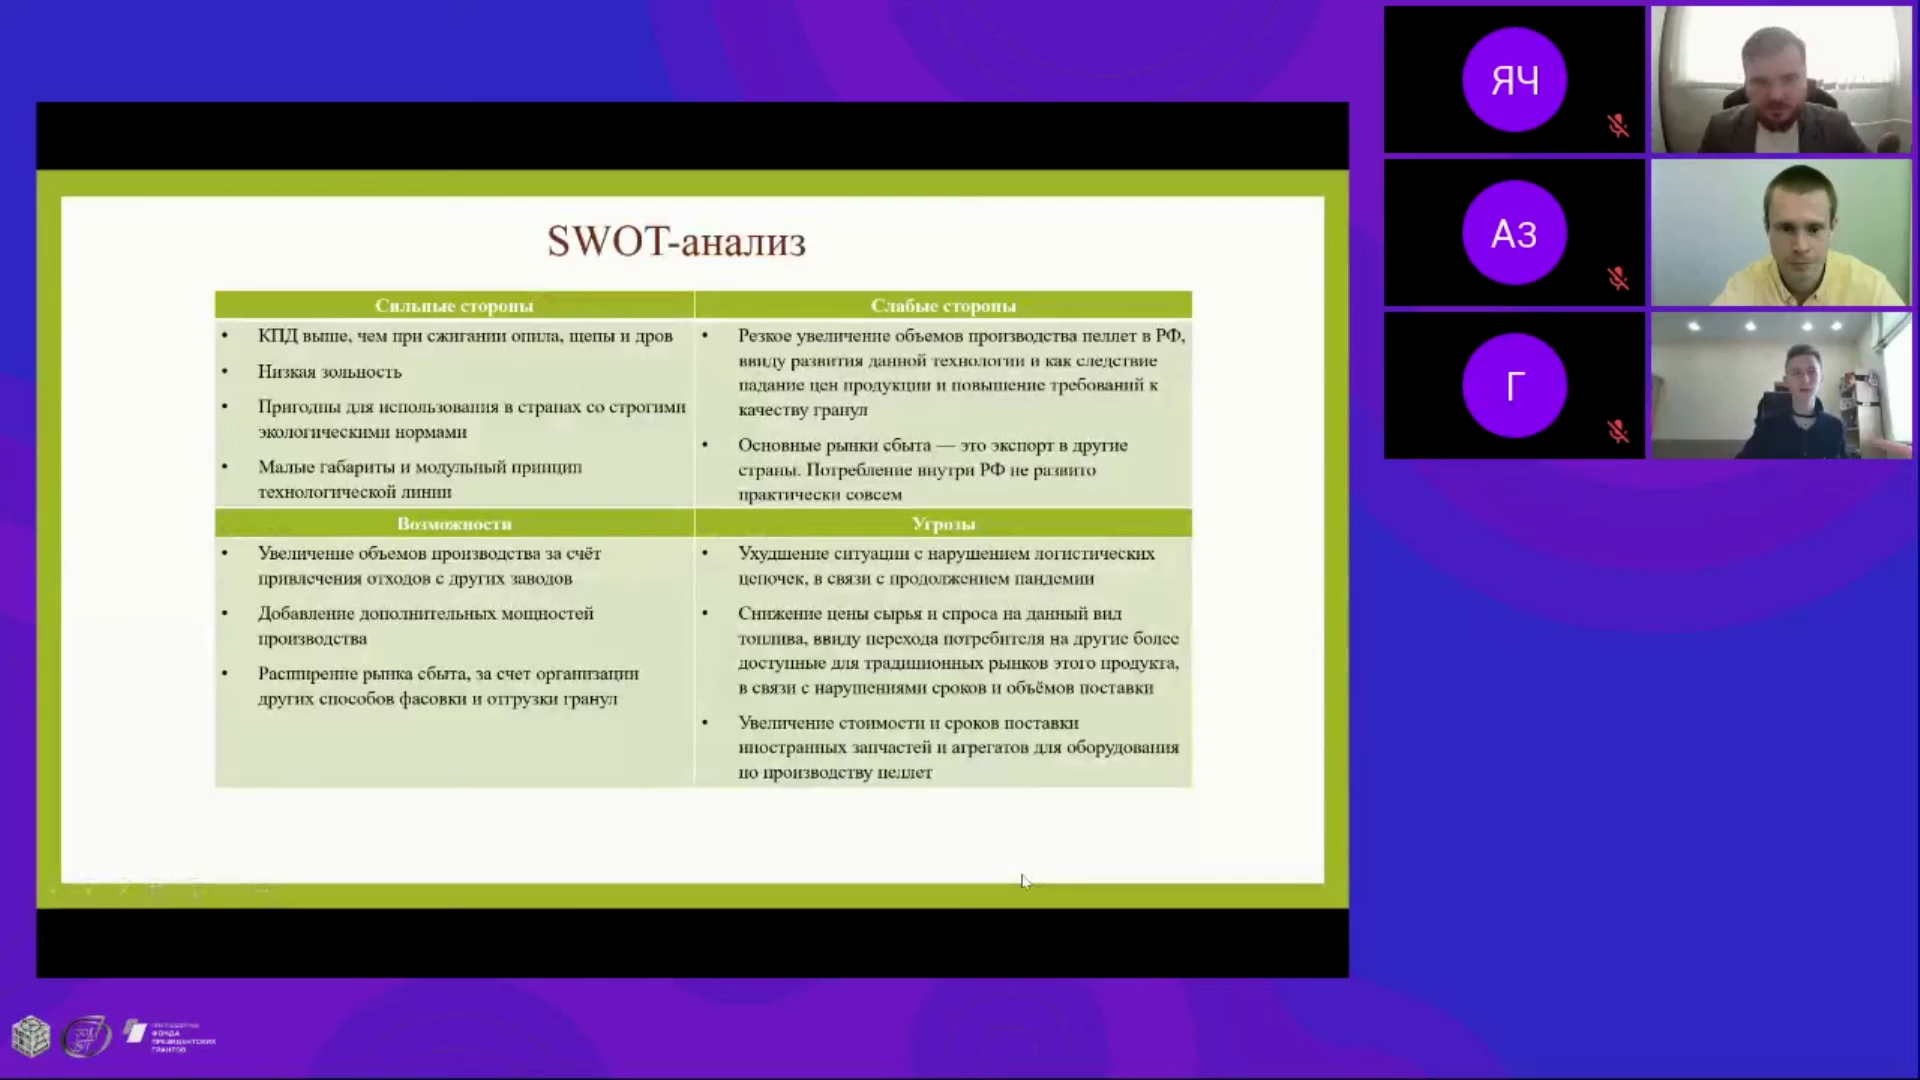 SWOT-анализ
Сильные стороны
• КПД выше, чем при сжигании опила, щепы и дров
• Низкая зольность
• Пригодны для использования в странах со строгими
экологическими нормами
• Малые габариты и модульный принцип
технологической линии
Слабые стороны
• Резкое увеличение объемов производства пеллет в РФ,
ввиду развития данной технологии и как следствие
падание цен продукции и повышение требований к
качеству гранул
• Основные рынки сбыта — это экспорт в другие
страны. Потребление внутри РФ не развито
практически совсем
Возможности
• Увеличение объемов производства за счёт
привлечения отходов с других заводов
• Добавление дополнительных мощностей
производства
• Расширение рынка сбыта, за счет организации
других способов фасовки и отгрузки гранул
Угрозы
• Ухудшение ситуации с нарушением логистических
цепочек, в связи с продолжением пандемии
• Снижение цены сырья и спроса на данный вид
топлива, ввиду перехода потребителя на другие более
доступные для традиционных рынков этого продукта,
в связи с нарушениями сроков и объёмов поставки
• Увеличение стоимости и сроков поставки
иностранных запчастей и агрегатов для оборудования
по производству пеллет
ЯЧ
АЗ
Г
ФОНДА
ПРЕЗИДЕНТСКИХ
ГРАНТОВ